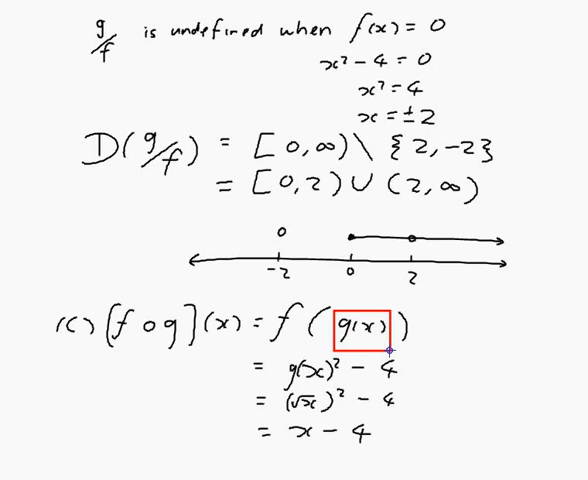 g/f is undefined when f(x) = 0
x² - 4 = 0
x² = 4
x = ±2
D(g/f) = [0,∞) \ {2,-2}
= [0,2) ∪ (2,∞)
-2 0 2
(c) [f o g](x) = f(g(x))
= g(x)² - 4
= (√x)² - 4
= x - 4